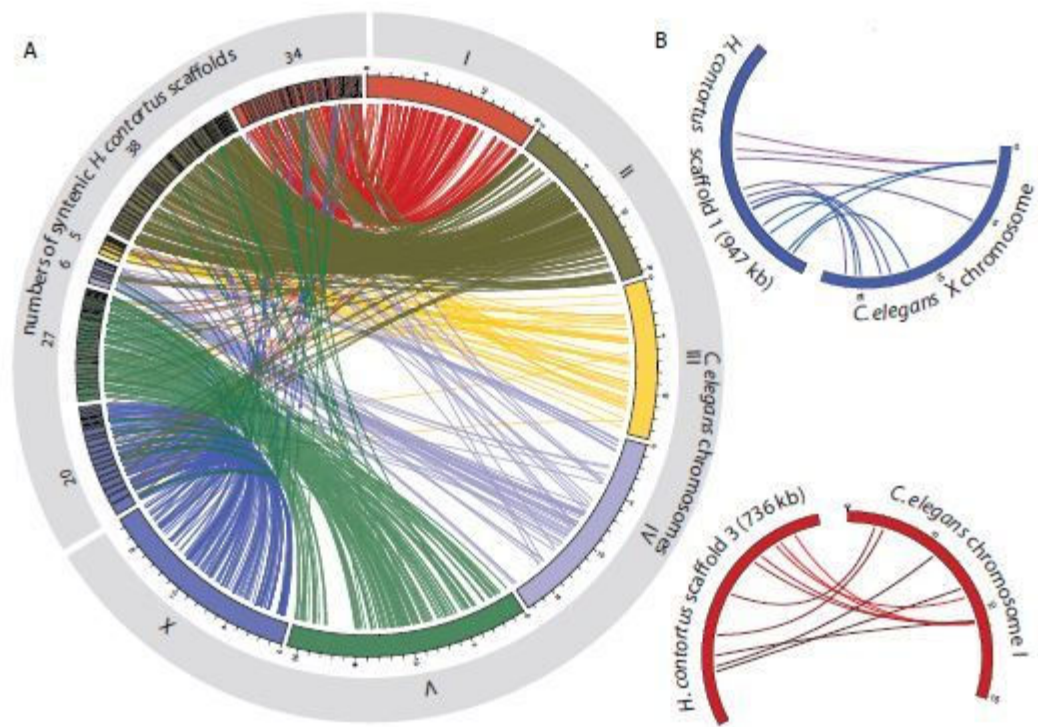 A
numbers of syntenic H. contortus scaffolds
34
38
5
6
27
20
I
II
III
IV
V
X
C.elegans chromosomes
B
H. contortus scaffold 1 (947 kb)
C.elegans X chromosome
H. contortus scaffold 3 (736 kb)
C.elegans chromosome I